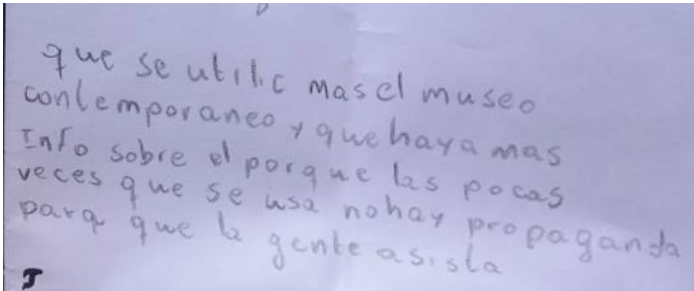 que se utilic mas el museo
contemporaneo y que haya mas
Info sobre el porque las pocas
veces que se usa no hay propaganda
para que la gente asista
J